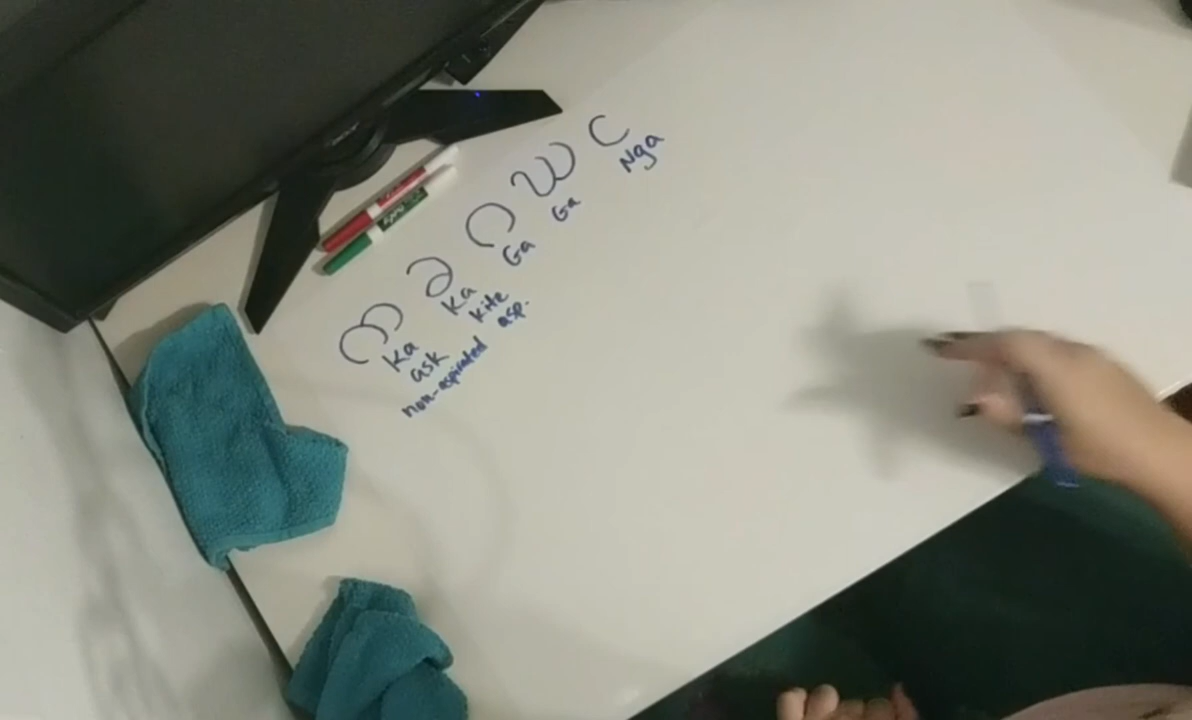 က ခ ဂ ဃ င
Ka Ka Ga Ga Nga
ask kite
non-aspirated asp.